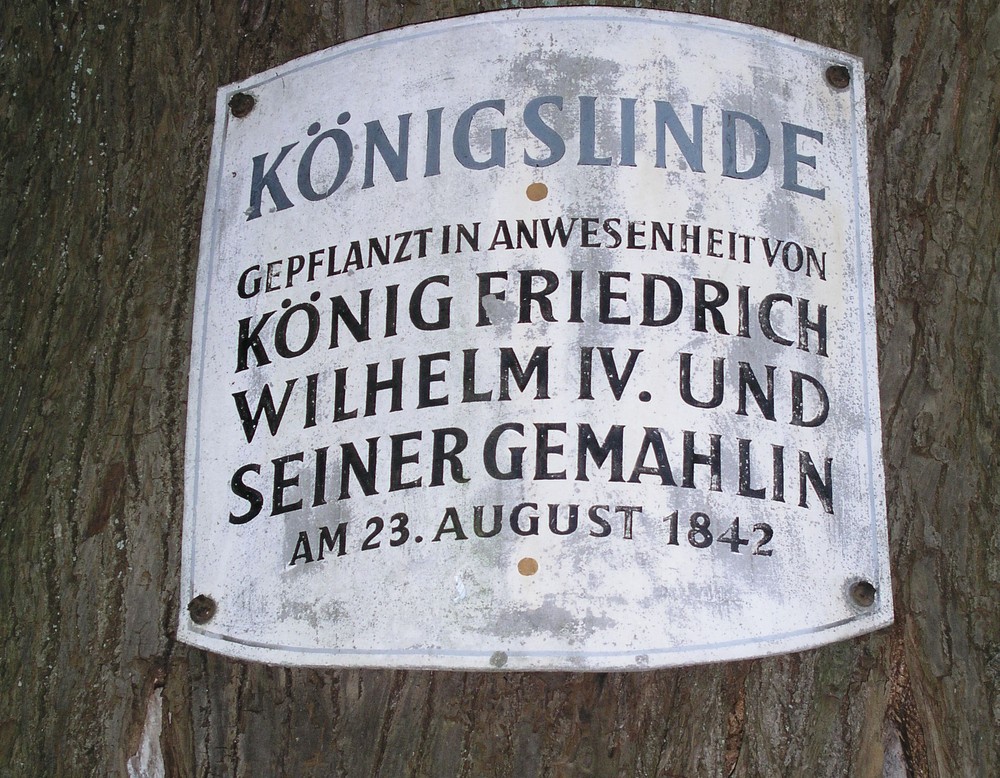 KÖNIGSLINDE
GEPFLANZT IN ANWESENHEIT VON
KÖNIG FRIEDRICH
WILHELM IV. UND
SEINER GEMAHLIN
AM 23. AUGUST 1842